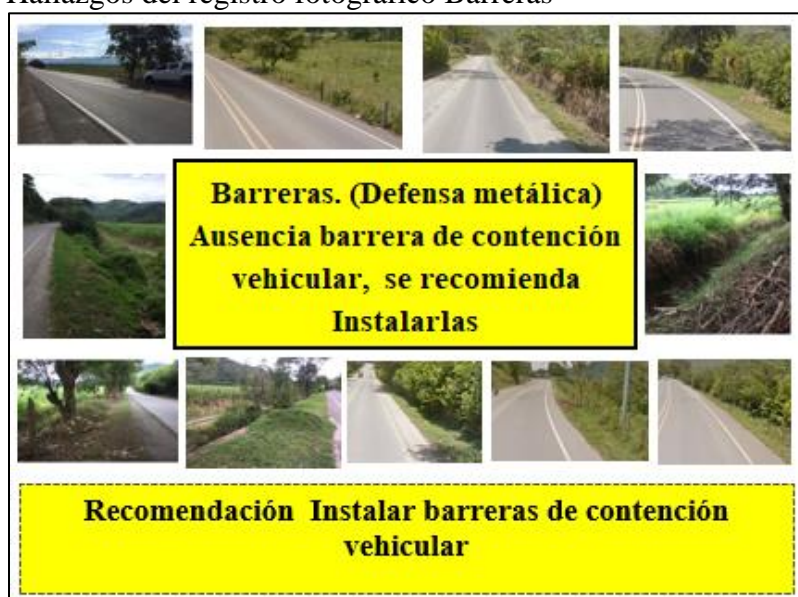 Hallazgos del registro fotográfico Barreras
Barreras. (Defensa metálica)
Ausencia barrera de contención
vehicular, se recomienda
Instalarlas
Recomendación Instalar barreras de contención
vehicular